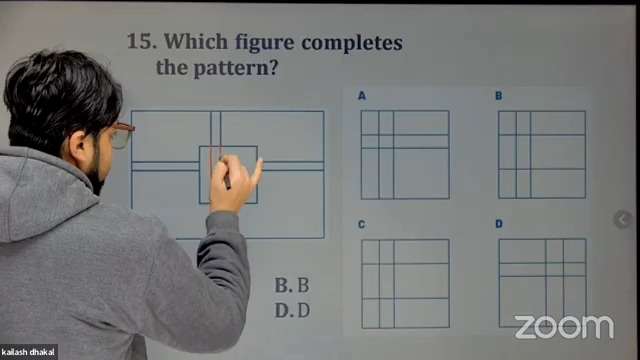 15. Which figure completes
the pattern?
A
B
C
D
B. B
D. D
zoom
kailash dhakal